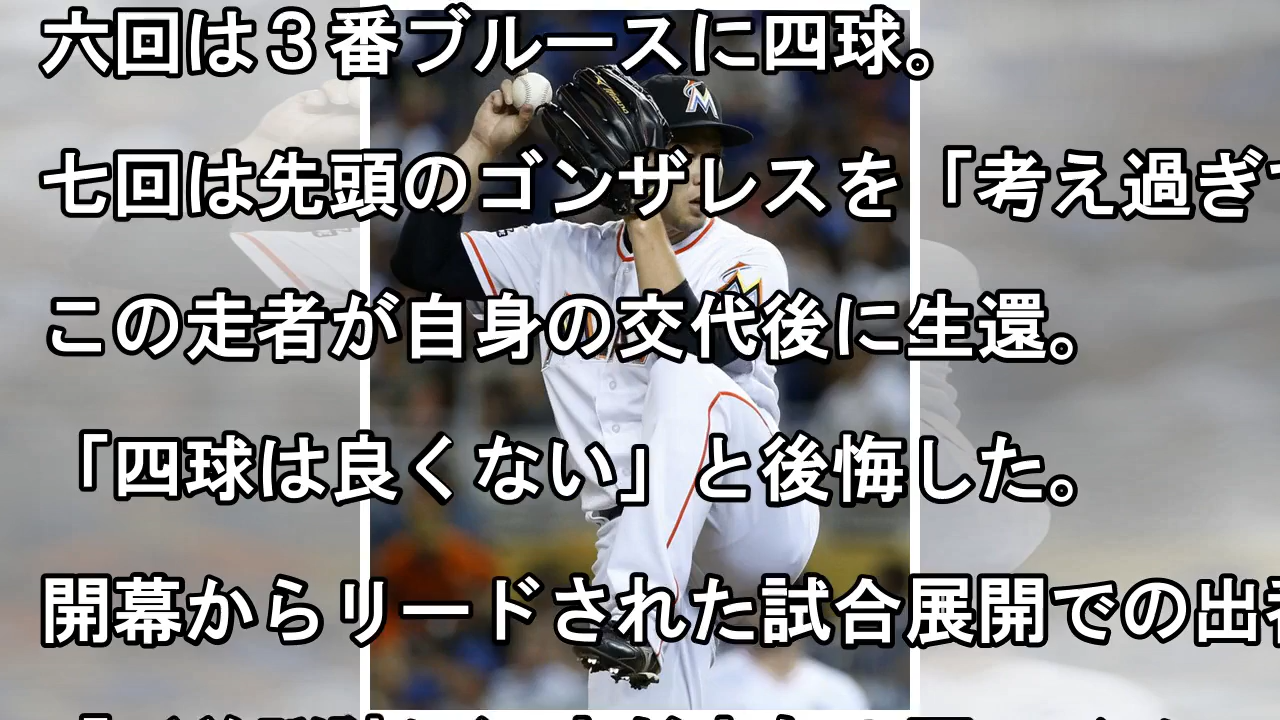 六回は３番ブルースに四球。
七回は先頭のゴンザレスを「考え過ぎ
この走者が自身の交代後に生還。
「四球は良くない」と後悔した。
開幕からリードされた試合展開での出